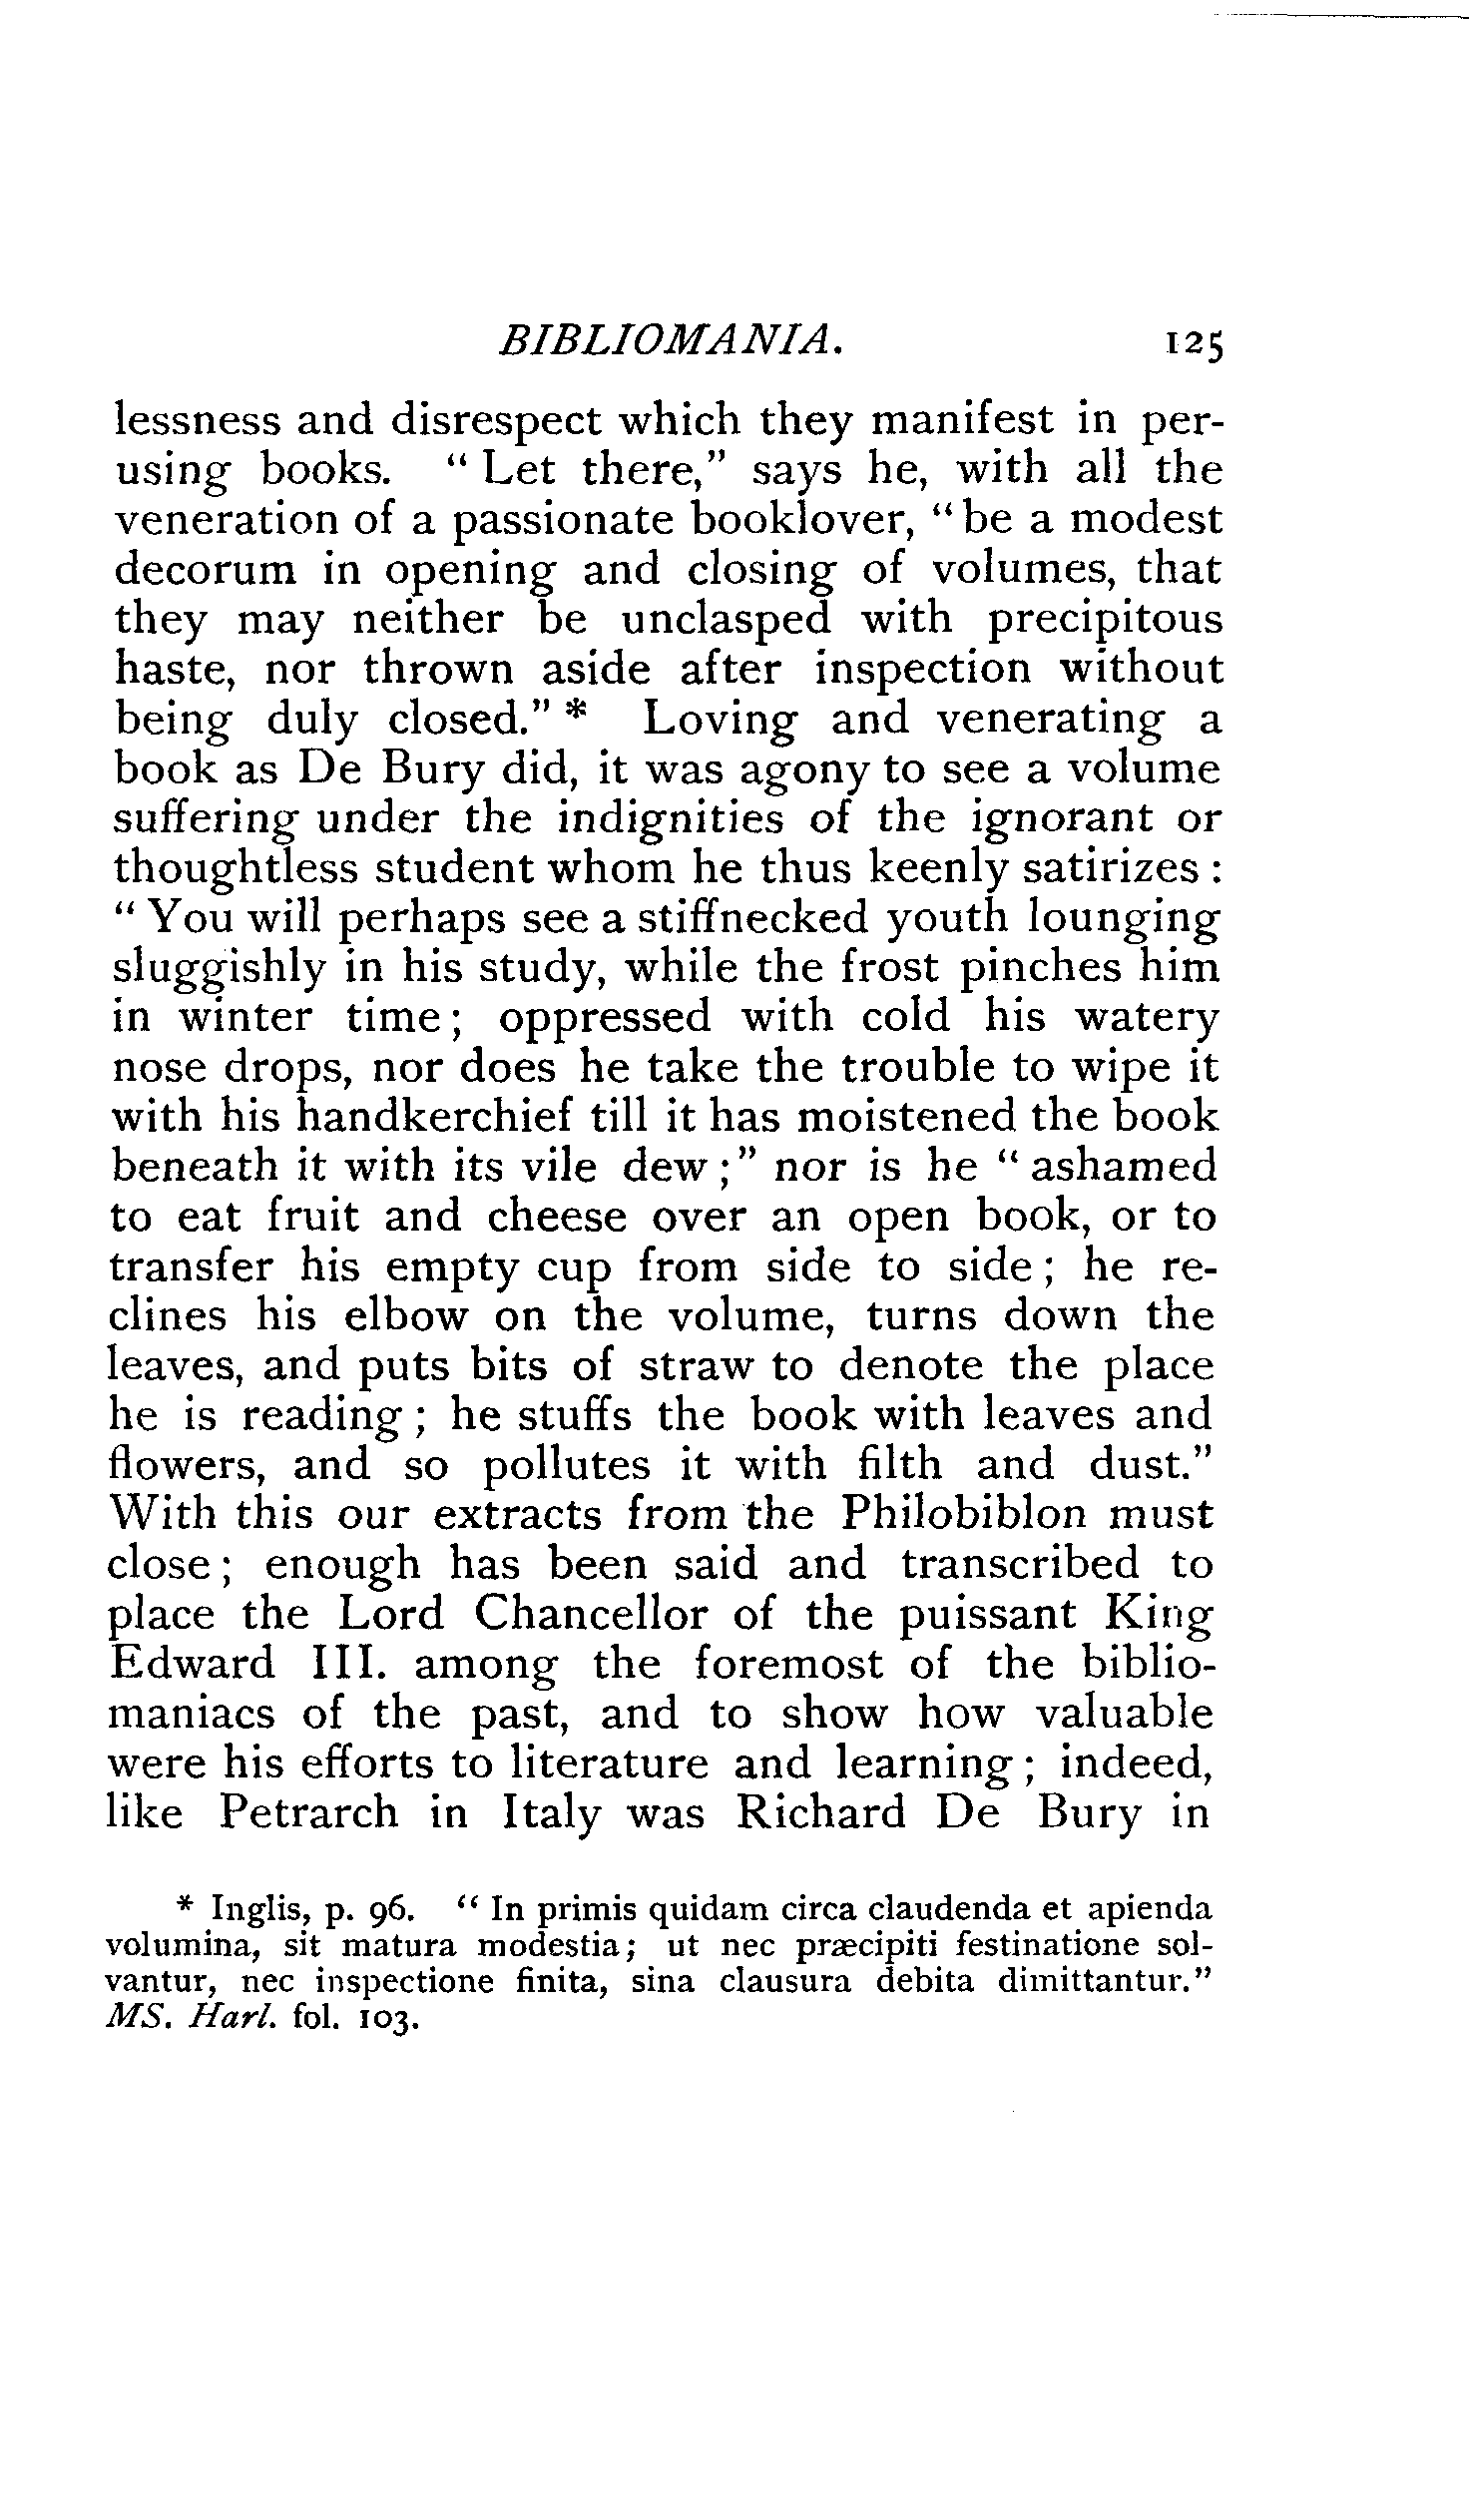 BIBLIOMANIA. 125
lessness and disrespect which they manifest in per-
using books. " Let there," says he, with all the
veneration of a passionate booklover, " be a modest
decorum in opening and closing of volumes, that
they may neither be unclasped with precipitous
haste, nor thrown aside after inspection without
being duly closed." * Loving and venerating a
book as De Bury did, it was agony to see a volume
suffering under the indignities of the ignorant or
thoughtless student whom he thus keenly satirizes :
" You will perhaps see a stiffnecked youth lounging
sluggishly in his study, while the frost pinches him
in winter time ; oppressed with cold his watery
nose drops, nor does he take the trouble to wipe it
with his handkerchief till it has moistened the book
beneath it with its vile dew ;" nor is he " ashamed
to eat fruit and cheese over an open book, or to
transfer his empty cup from side to side ; he re-
clines his elbow on the volume, turns down the
leaves, and puts bits of straw to denote the place
he is reading ; he stuffs the book with leaves and
flowers, and so pollutes it with filth and dust."
With this our extracts from the Philobiblon must
close ; enough has been said and transcribed to
place the Lord Chancellor of the puissant King
Edward III. among the foremost of the biblio-
maniacs of the past, and to show how valuable
were his efforts to literature and learning ; indeed,
like Petrarch in Italy was Richard De Bury in
* Inglis, p. 96. " In primis quidam circa claudenda et apienda
volumina, sit matura modestia; ut nec præcipiti festinatione sol-
vantur, nec inspectione finita, sina clausura debita dimittantur."
MS. Harl. fol. 103.